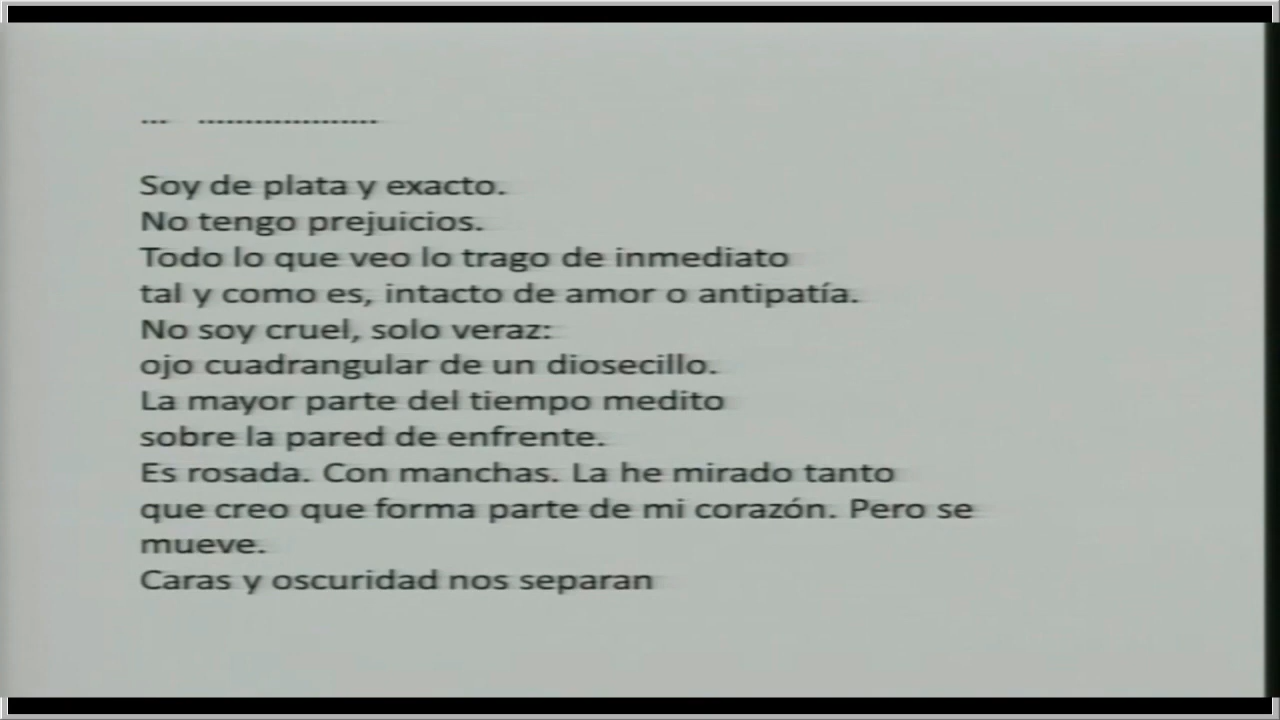 ... ....................
Soy de plata y exacto.
No tengo prejuicios.
Todo lo que veo lo trago de inmediato
tal y como es, intacto de amor o antipatía.
No soy cruel, solo veraz:
ojo cuadrangular de un diosecillo.
La mayor parte del tiempo medito
sobre la pared de enfrente.
Es rosada. Con manchas. La he mirado tanto
que creo que forma parte de mi corazón. Pero se
mueve.
Caras y oscuridad nos separan